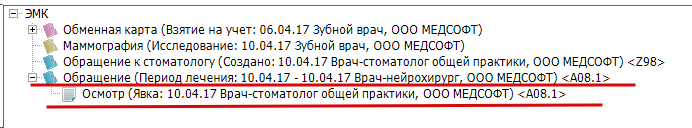 ЭМК
Обменная карта (Взятие на учет: 06.04.17 Зубной врач, ООО МЕДСОФТ)
Маммография (Исследование: 10.04.17 Зубной врач, ООО МЕДСОФТ)
Обращение к стоматологу (Создано: 10.04.17 Врач-стоматолог общей практики, ООО МЕДСОФТ) <Z98>
Обращение (Период лечения: 10.04.17 - 10.04.17 Врач-нейрохирург, ООО МЕДСОФТ) <A08.1>
Осмотр (Явка: 10.04.17 Врач-стоматолог общей практики, ООО МЕДСОФТ) <A08.1>